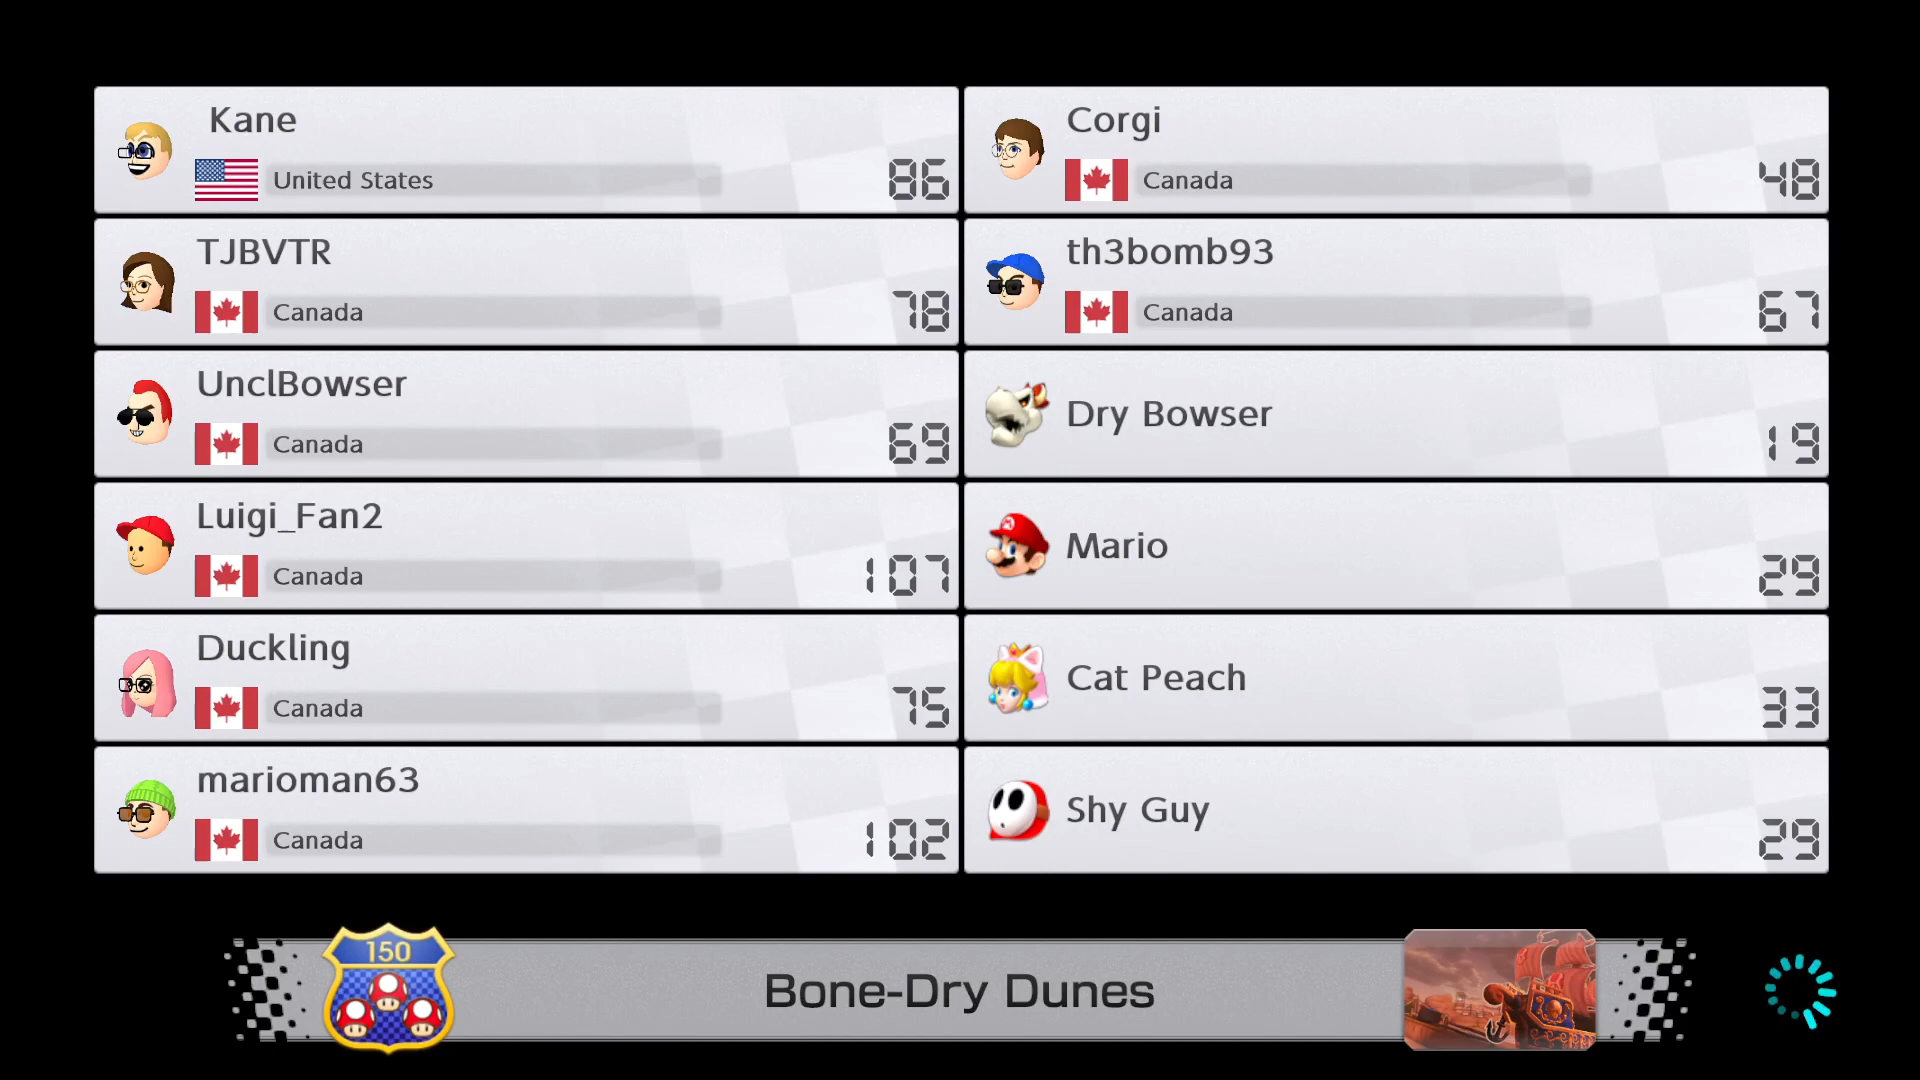 Kane
United States
86
TJBVTR
Canada
78
UnclBowser
Canada
69
Luigi_Fan2
Canada
107
Duckling
Canada
75
marioman63
Canada
102
Corgi
Canada
48
th3bomb93
Canada
67
Dry Bowser
19
Mario
29
Cat Peach
33
Shy Guy
29
150
Bone-Dry Dunes